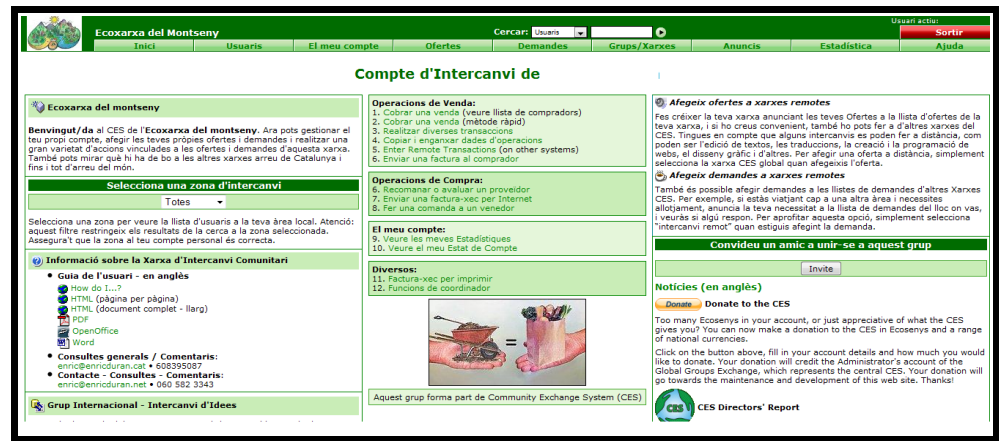 Usuari actiu:
Ecoxarxa del Montseny
Cercar: Usuaris
Sortir
Inici Usuaris El meu compte Ofertes Demandes Grups/Xarxes Anuncis Estadística Ajuda
Compte d'Intercanvi de
Ecoxarxa del montseny
Benvingut/da al CES de l'Ecoxarxa del montseny. Ara pots gestionar el
teu propi compte, afegir les teves pròpies ofertes i demandes i realitzar una
gran varietat d'accions vinculades a les ofertes i demandes d'aquesta xarxa.
També pots mirar què hi ha de bo a les altres xarxes arreu de Catalunya i
fins i tot d'arreu del món.
Selecciona una zona d'intercanvi
Totes
Selecciona una zona per veure la llista d'usuaris a la teva àrea local. Atenció:
aquest filtre restringeix els resultats de la cerca a la zona seleccionada.
Assegura't que la zona al teu compte personal és correcta.
Informació sobre la Xarxa d'Intercanvi Comunitari
• Guia de l'usuari - en anglès
How do I...?
HTML (pàgina per pàgina)
HTML (document complet - llarg)
PDF
OpenOffice
Word
• Consultes generals / Comentaris:
enric@enricduran.cat • 608395087
• Contacte - Consultes - Comentaris:
enric@enricduran.net • 060 582 3343
Grup Internacional - Intercanvi d'Idees
Operacions de Venda:
1. Cobrar una venda (veure llista de compradors)
2. Cobrar una venda (mètode ràpid)
3. Realitzar diverses transaccions
4. Copiar i enganxar dades d'operacions
5. Enter Remote Transactions (on other systems)
6. Enviar una factura al comprador
Operacions de Compra:
6. Recomanar o avaluar un proveïdor
7. Enviar una factura-xec per Internet
8. Fer una comanda a un venedor
El meu compte:
9. Veure les meves Estadístiques
10. Veure el meu Estat de Compte
Diversos:
11. Factura-xec per imprimir
12. Funcions de coordinador
=
Aquest grup forma part de Community Exchange System (CES)
Afegeix ofertes a xarxes remotes
Fes créixer la teva xarxa anunciant les teves Ofertes a la llista d'ofertes de la
teva xarxa, i si ho creus convenient, també ho pots fer a d'altres xarxes del
CES. Tingues en compte que alguns intercanvis es poden fer a distància, com
poden ser l'edició de textos, les traduccions, la creació i la programació de
webs, el disseny gràfic i d'altres. Per afegir una oferta a distància, simplement
selecciona la xarxa CES global quan afegeixis l'oferta.
Afegeix demandes a xarxes remotes
També és possible afegir demandes a les llistes de demandes d'altres Xarxes
CES. Per exemple, si estàs viatjant cap a una altra àrea i necessites
allotjament, anuncia la teva necessitat a la llista de demandes del lloc on vas,
i veuràs si algú respon. Per aprofitar aquesta opció, simplement selecciona
"intercanvi remot" quan estiguis afegint la demanda.
Convideu un amic a unir-se a aquest grup
Invite
Notícies (en anglès)
Donate Donate to the CES
Too many Ecosenys in your account, or just appreciative of what the CES
gives you? You can now make a donation to the CES in Ecosenys and a range
of national currencies.
Click on the button above, fill in your account details and how much you would
like to donate. Your donation will credit the Administrator's account of the
Global Groups Exchange, which represents the central CES. Your donation will
go towards the maintenance and development of this web site. Thanks!
CES CES Directors' Report